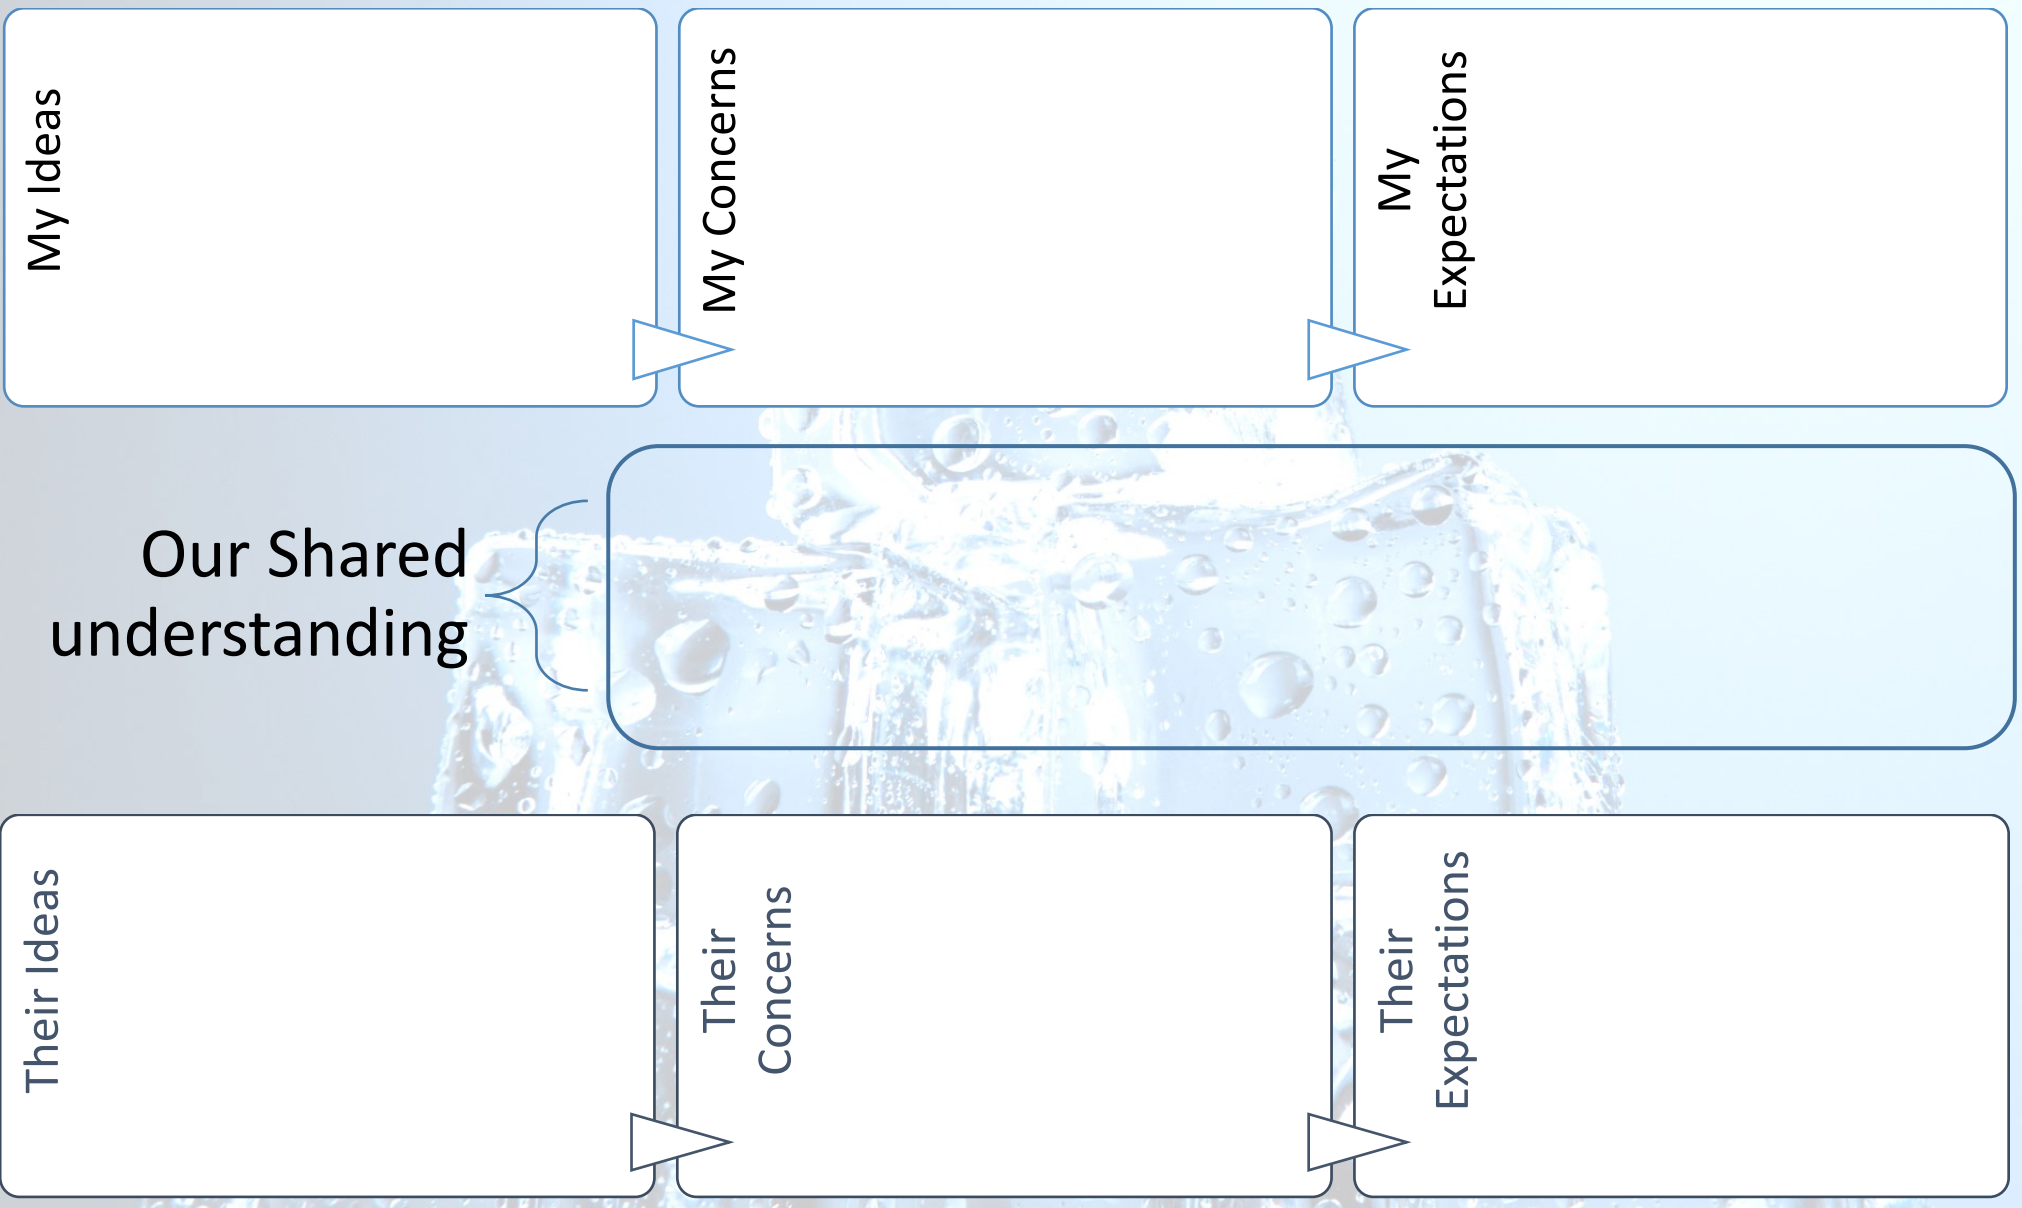 My Ideas
My Concerns
My
Expectations
Our Shared
understanding
Their Ideas
Their
Concerns
Their
Expectations